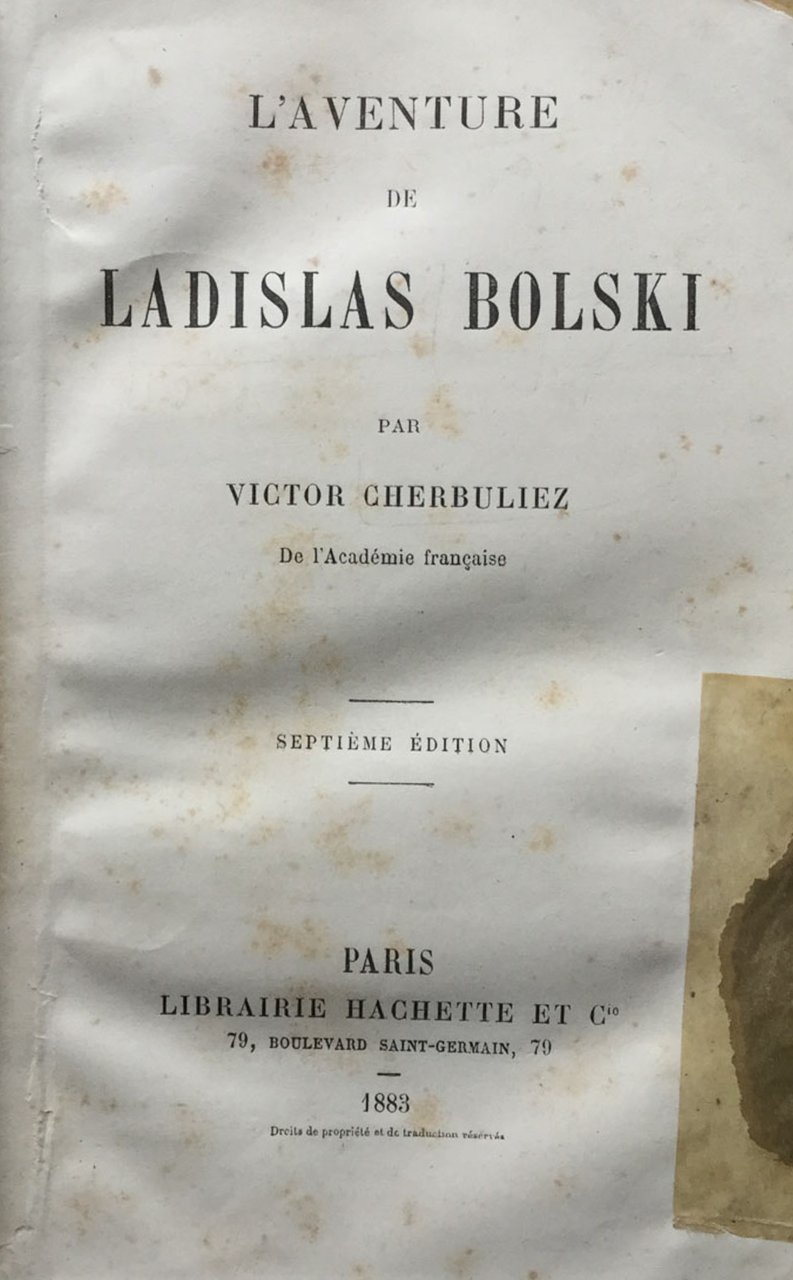 L'AVENTURE
DE
LADISLAS BOLSKI
PAR
VICTOR CHERBULIEZ
De l'Académie française
SEPTIÈME ÉDITION
PARIS
LIBRAIRIE HACHETTE ET Cie
79, BOULEVARD SAINT-GERMAIN, 79
1883
Droits de propriété et de traduction réservés